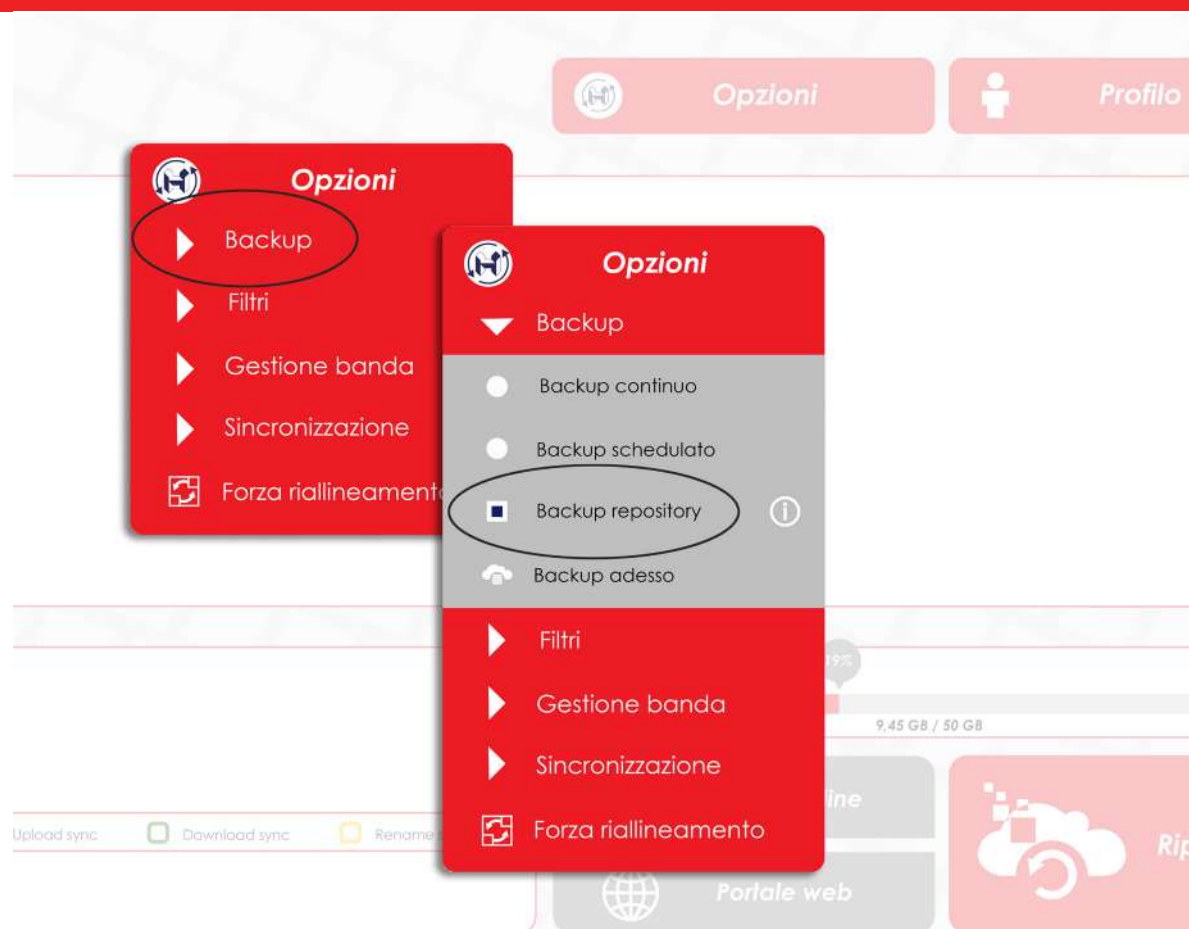 Opzioni
Profilo
Opzioni
Backup
Filtri
Gestione banda
Sincronizzazione
Forza riallineamento
Opzioni
Backup
Backup continuo
Backup schedulato
Backup repository
Backup adesso
Filtri
Gestione banda
Sincronizzazione
Forza riallineamento
19%
9,45 GB / 50 GB
Upload sync
Download sync
Rename
Portale web